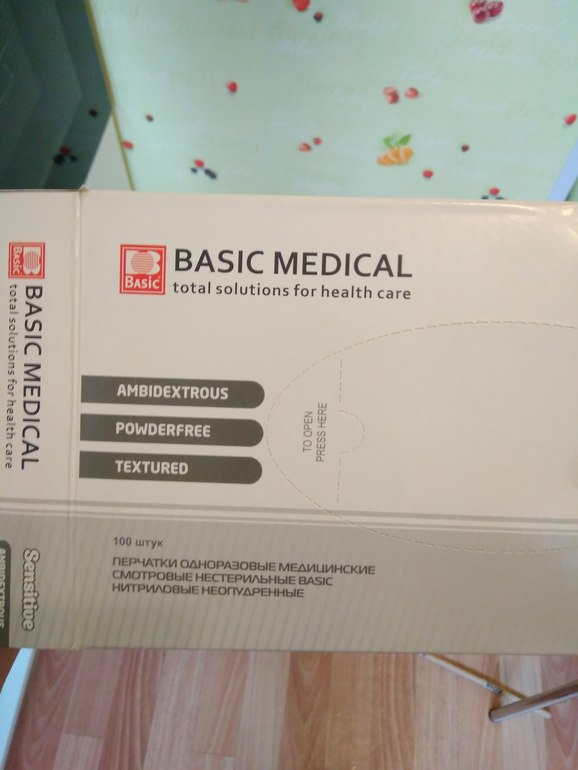 BASIC
BASIC MEDICAL
total solutions for health care
AMBIDEXTROUS
POWDERFREE
TEXTURED
TO OPEN
PRESS HERE
100 штук
ПЕРЧАТКИ ОДНОРАЗОВЫЕ МЕДИЦИНСКИЕ
СМОТРОВЫЕ НЕСТЕРИЛЬНЫЕ BASIC
НИТРИЛОВЫЕ НЕОПУДРЕННЫЕ
BASIC
BASIC MEDICAL
total solutions for health care
Sensitive
AMBIDEXTROUS